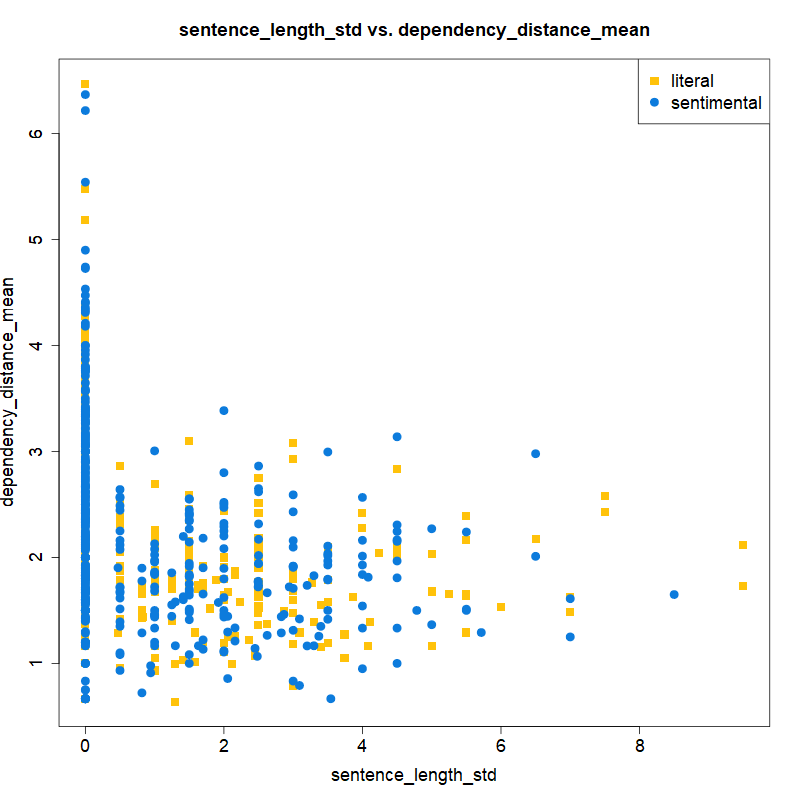 sentence_length_std vs. dependency_distance_mean
literal
sentimental
dependency_distance_mean
6
5
4
3
2
1
0 2 4 6 8
sentence_length_std